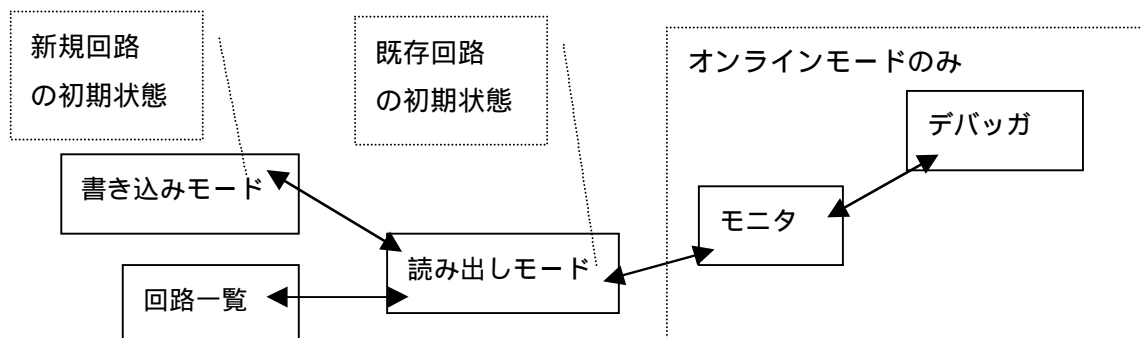 新規回路
の初期状態
既存回路
の初期状態
オンラインモードのみ
デバッガ
書き込みモード
モニタ
読み出しモード
回路一覧